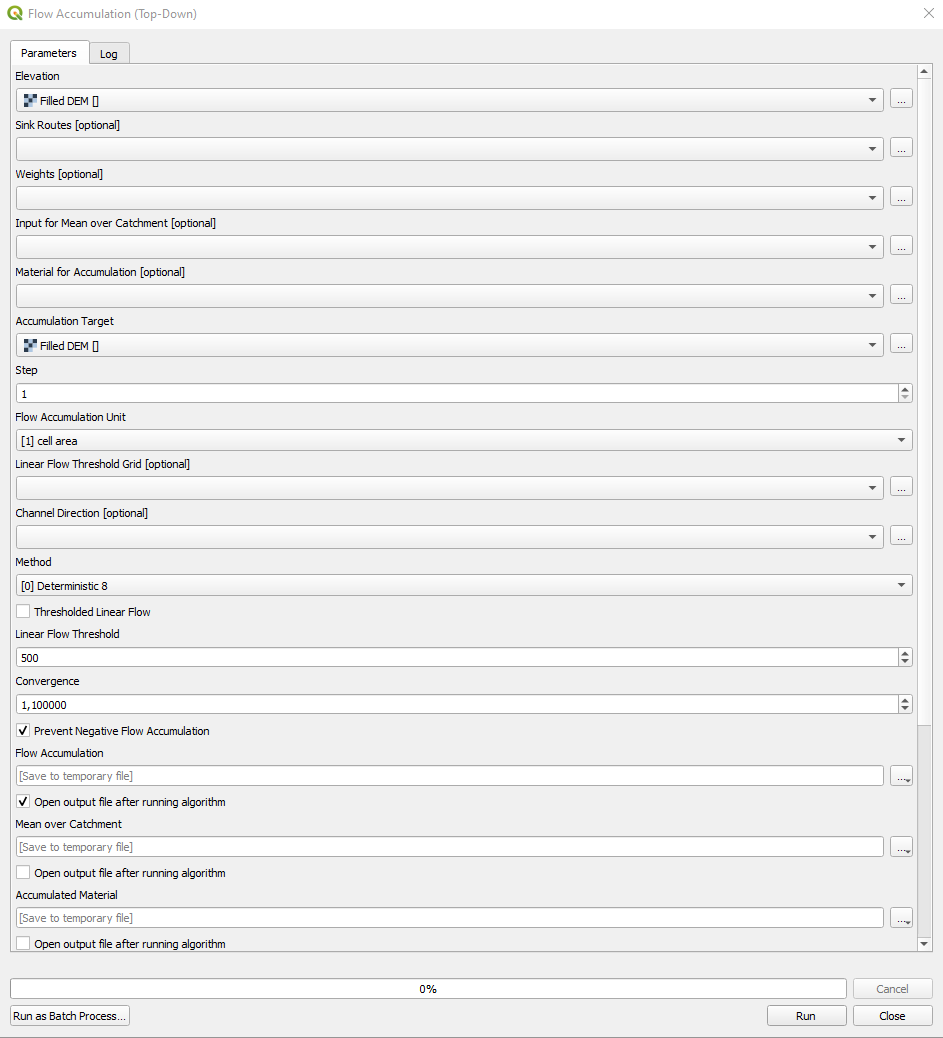 Flow Accumulation (Top-Down)
Parameters
Log
Elevation
Filled DEM []
...
Sink Routes [optional]
...
Weights [optional]
...
Input for Mean over Catchment [optional]
...
Material for Accumulation [optional]
...
Accumulation Target
Filled DEM []
...
Step
1
Flow Accumulation Unit
[1] cell area
Linear Flow Threshold Grid [optional]
...
Channel Direction [optional]
...
Method
[0] Deterministic 8
Thresholded Linear Flow
Linear Flow Threshold
500
Convergence
1,100000
Prevent Negative Flow Accumulation
Flow Accumulation
[Save to temporary file]
...
Open output file after running algorithm
Mean over Catchment
[Save to temporary file]
...
Open output file after running algorithm
Accumulated Material
[Save to temporary file]
...
Open output file after running algorithm
0%
Cancel
Run as Batch Process...
Run
Close